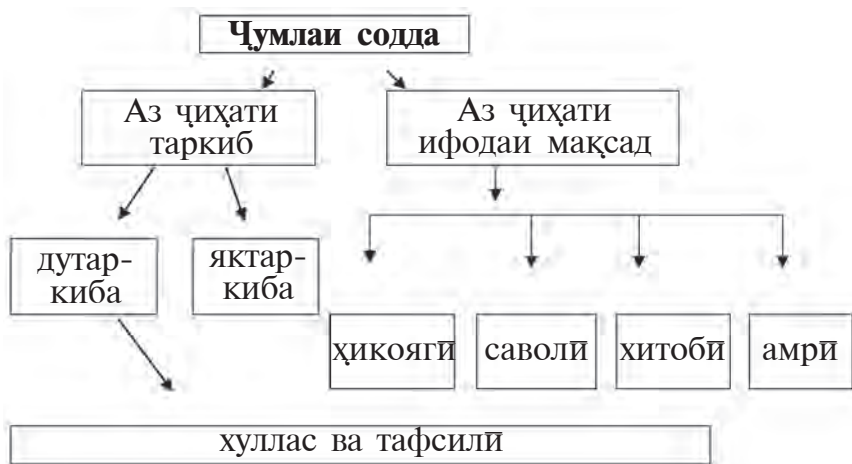 Ҷумлаи содда
Аз ҷиҳати
таркиб
Аз ҷиҳати
ифодаи мақсад
дутар-
киба
яктар-
киба
ҳикоягӣ
саволӣ
хитобӣ
амрӣ
хуллас ва тафсилӣ